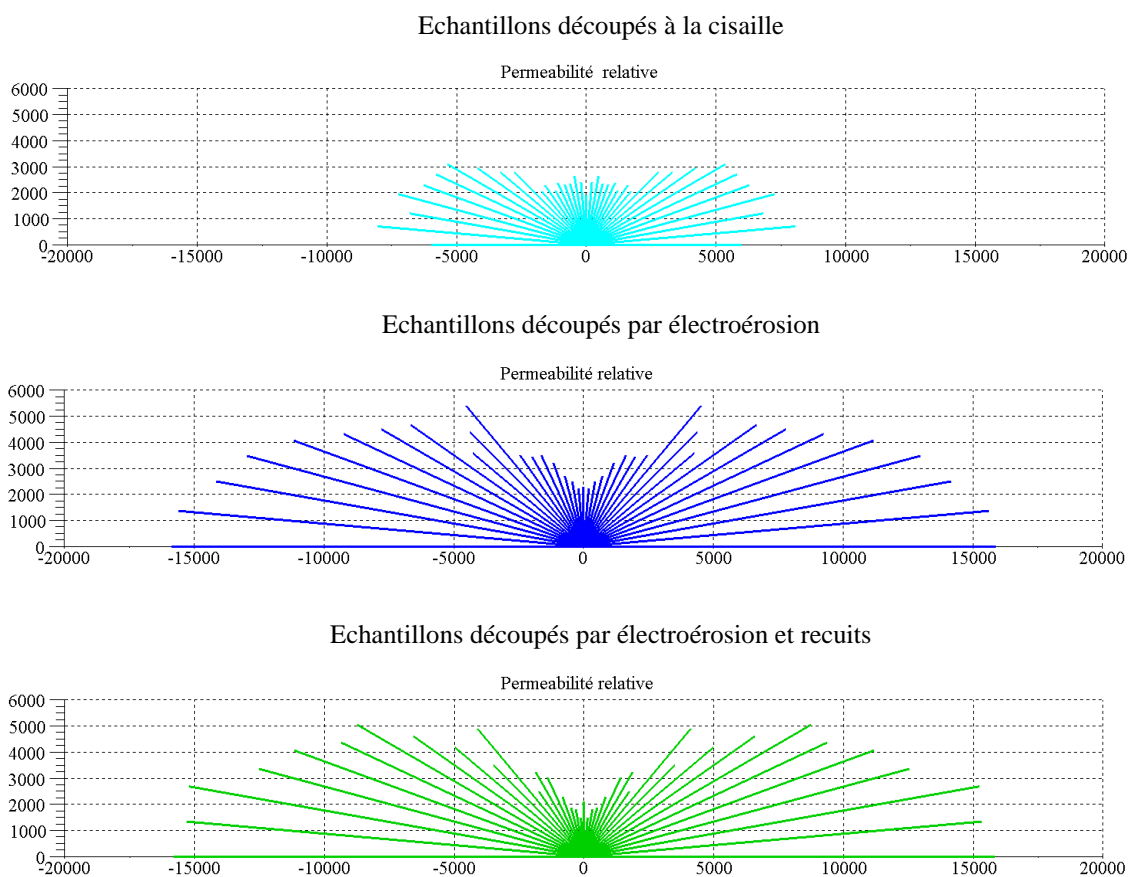 Echantillons découpés à la cisaille
Permeabilité relative
6000
5000
4000
3000
2000
1000
0
-20000 -15000 -10000 -5000 0 5000 10000 15000 20000
Echantillons découpés par électroérosion
Permeabilité relative
6000
5000
4000
3000
2000
1000
0
-20000 -15000 -10000 -5000 0 5000 10000 15000 20000
Echantillons découpés par électroérosion et recuits
Permeabilité relative
6000
5000
4000
3000
2000
1000
0
-20000 -15000 -10000 -5000 0 5000 10000 15000 20000